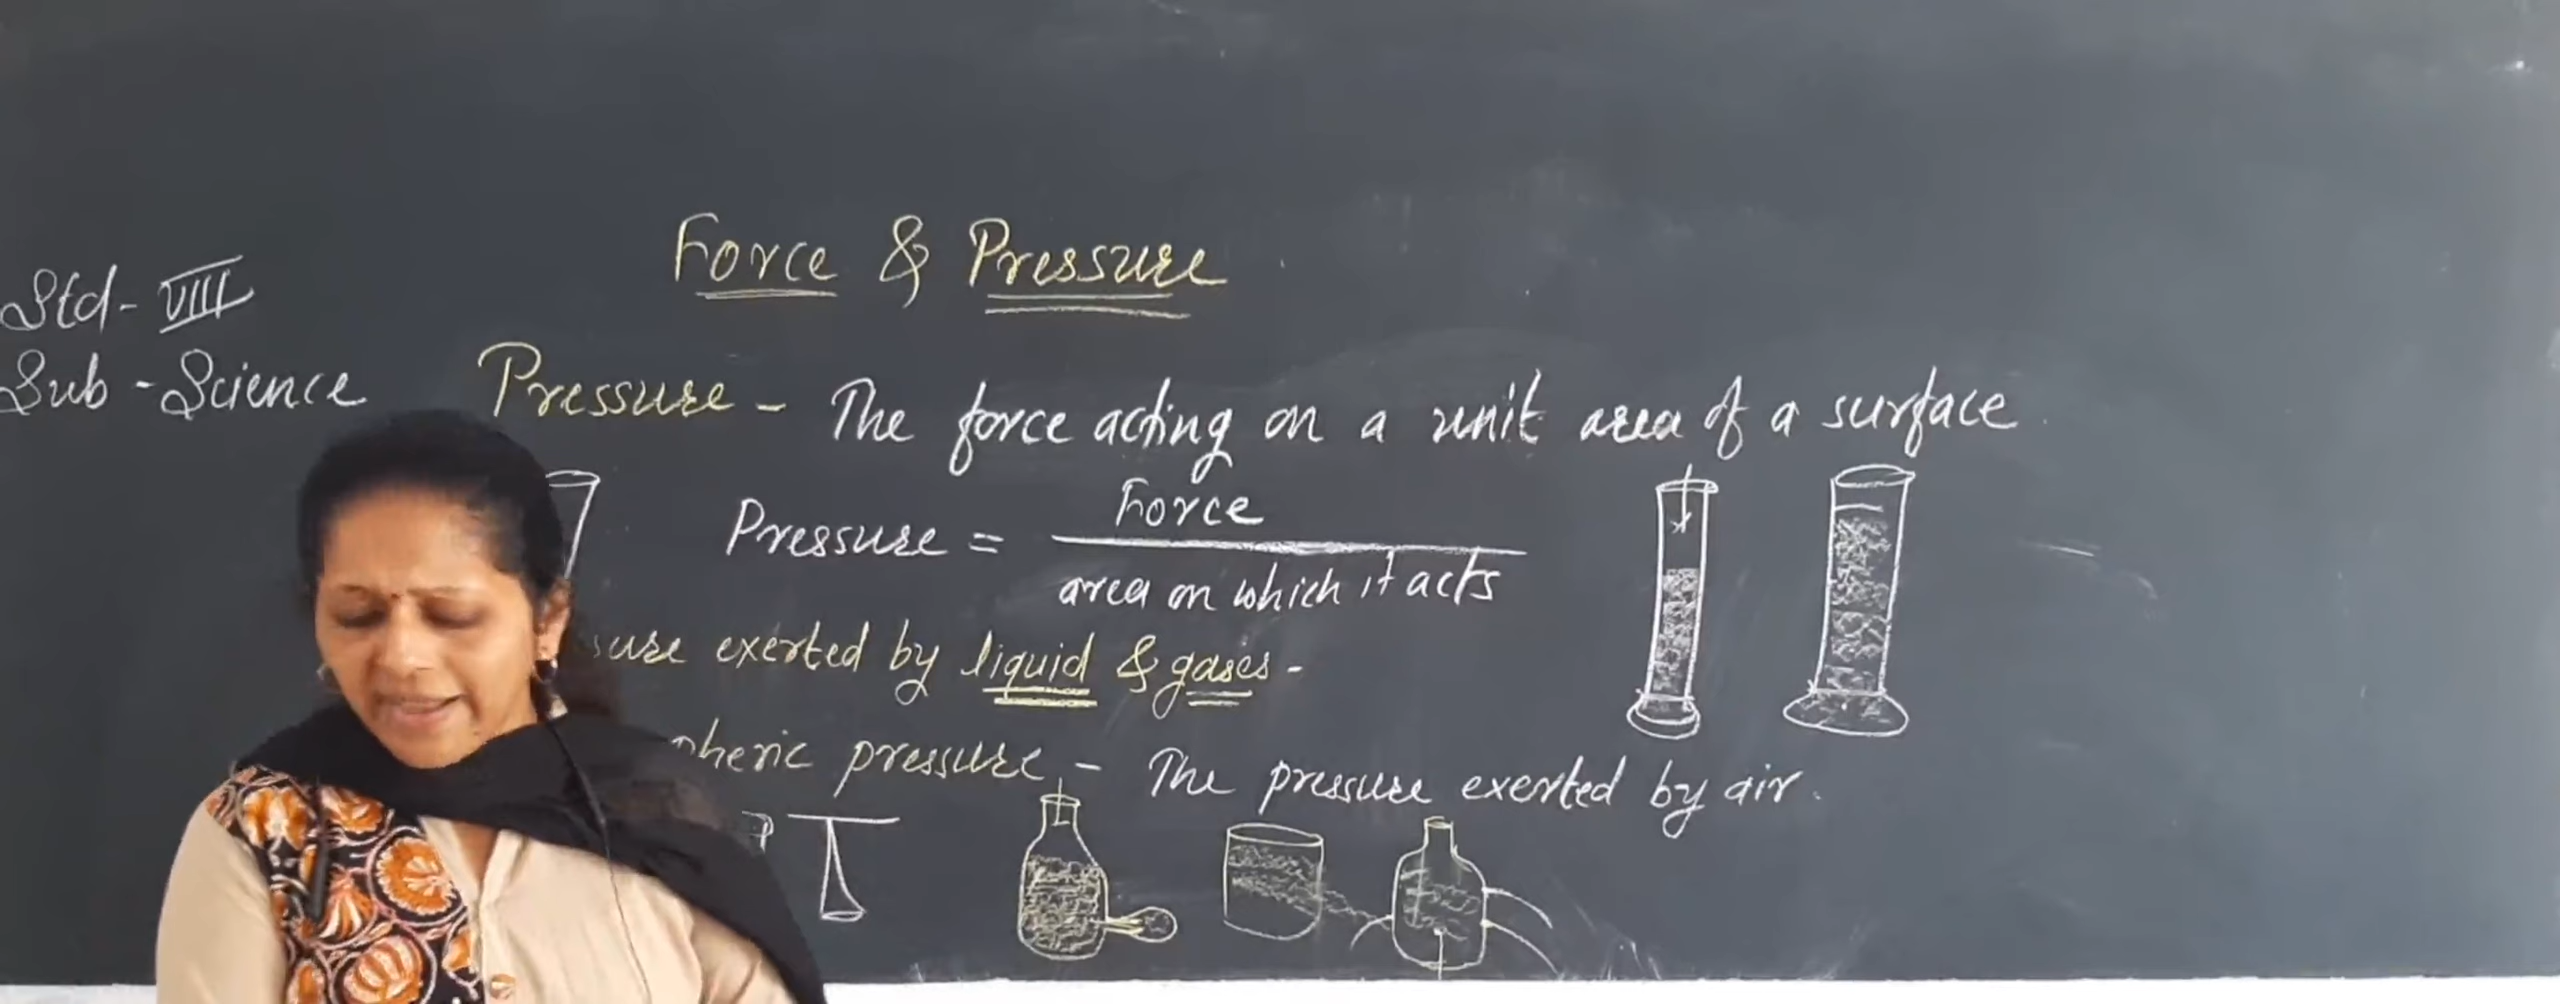 Force & Pressure
Std - VIII
Sub - Science
Pressure - The force acting on a unit area of a surface.
Pressure = Force
area on which it acts
exerted by liquid & gases -
pressure - The pressure exerted by air.